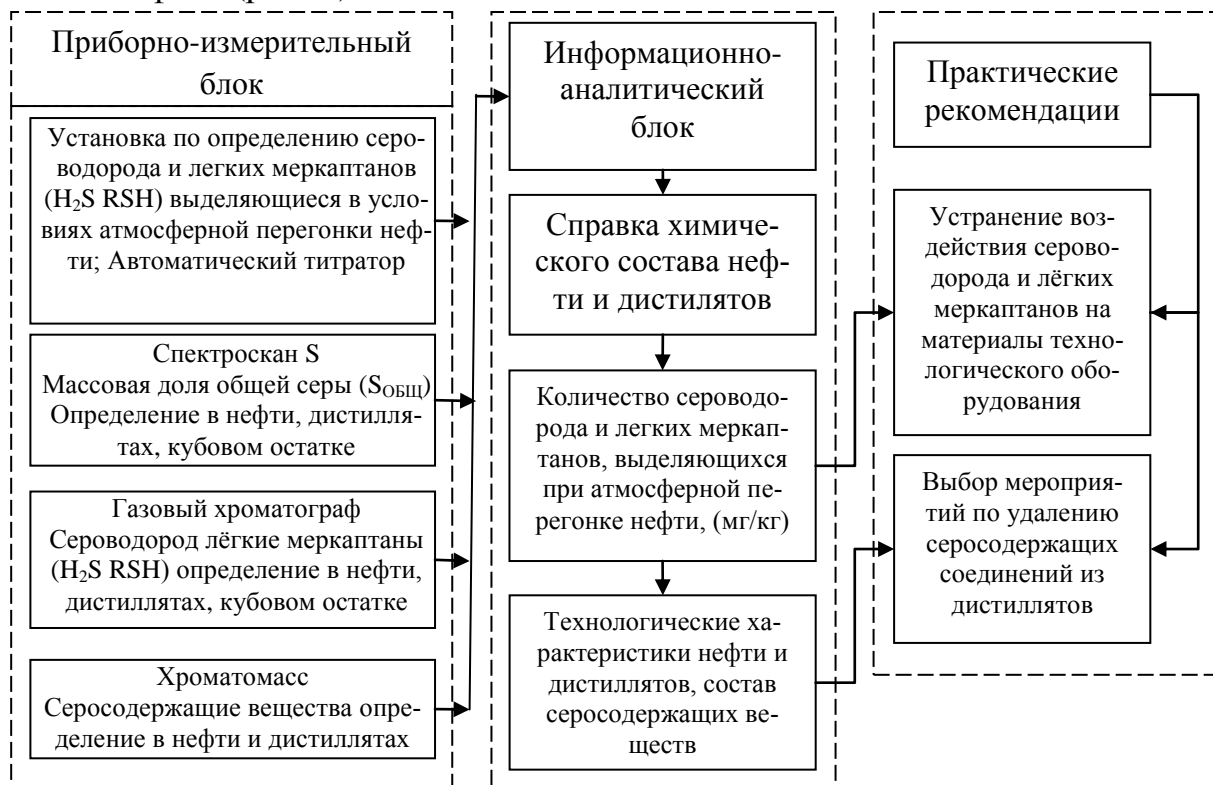 Приборно-измерительный
блок
Установка по определению серо-
водорода и легких меркаптанов
(H₂S RSH) выделяющиеся в усло-
виях атмосферной перегонки неф-
ти; Автоматический титратор
Спектроскан S
Массовая доля общей серы (SОБЩ)
Определение в нефти, дистилля-
тах, кубовом остатке
Газовый хроматограф
Сероводород лёгкие меркаптаны
(H₂S RSH) определение в нефти,
дистиллятах, кубовом остатке
Хроматомасс
Серосодержащие вещества опре-
деление в нефти и дистиллятах
Информационно-
аналитический
блок
Справка химиче-
ского состава неф-
ти и дистилятов
Количество серово-
дорода и легких меркап-
танов, выделяющихся
при атмосферной пе-
регонке нефти, (мг/кг)
Технологические ха-
рактеристики нефти и
дистиллятов, состав
серосодержащих ве-
ществ
Практические
рекомендации
Устранение воз-
действия серово-
дорода и лёгких
меркаптанов на
материалы техно-
логического обо-
рудования
Выбор мероприя-
тий по удалению
серосодержащих
соединений из
дистиллятов